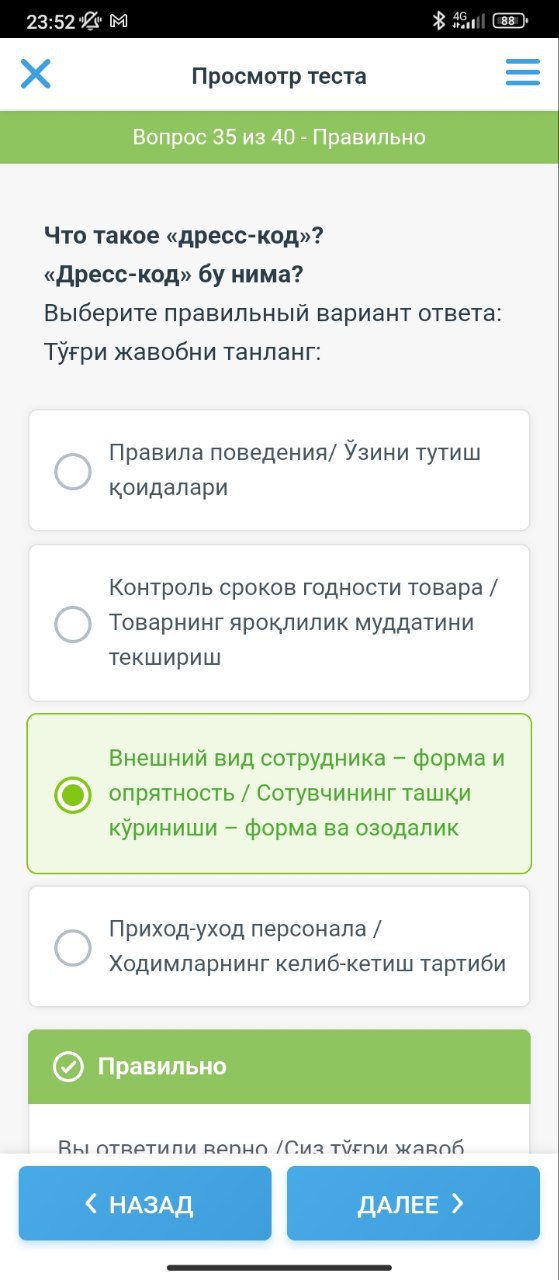 23:52
4G
88
Просмотр теста
Вопрос 35 из 40 - Правильно
Что такое «дресс-код»?
«Дресс-код» бу нима?
Выберите правильный вариант ответа:
Тўғри жавобни танланг:
Правила поведения/ Ўзини тутиш
қоидалари
Контроль сроков годности товара /
Товарнинг яроқлилик муддатини
текшириш
Внешний вид сотрудника – форма и
опрятность / Сотувчининг ташқи
кўриниши – форма ва озодалик
Приход-уход персонала /
Ходимларнинг келиб-кетиш тартиби
Правильно
Вы ответили верно /Сиз тўғри жавоб
НАЗАД
ДАЛЕЕ